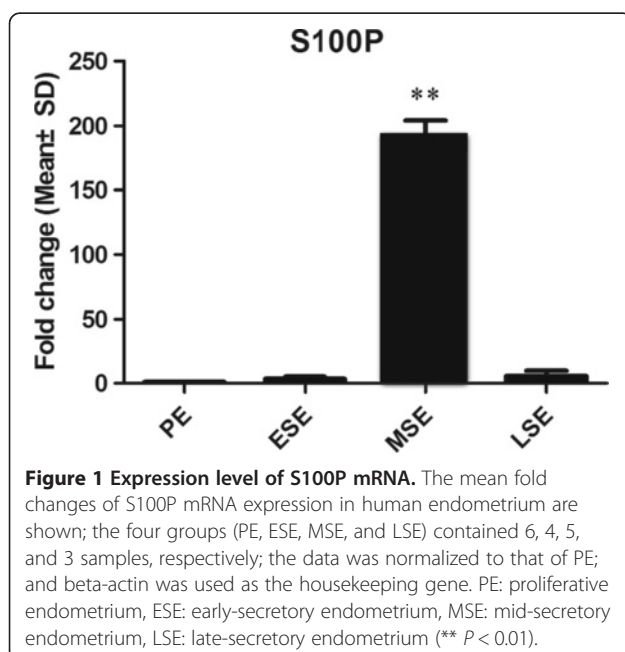 S100P
Fold change (Mean± SD)
250
200
150
100
50
0
**
PE
ESE
MSE
LSE
Figure 1 Expression level of S100P mRNA. The mean fold
changes of S100P mRNA expression in human endometrium are
shown; the four groups (PE, ESE, MSE, and LSE) contained 6, 4, 5,
and 3 samples, respectively; the data was normalized to that of PE;
and beta-actin was used as the housekeeping gene. PE: proliferative
endometrium, ESE: early-secretory endometrium, MSE: mid-secretory
endometrium, LSE: late-secretory endometrium (** P < 0.01).